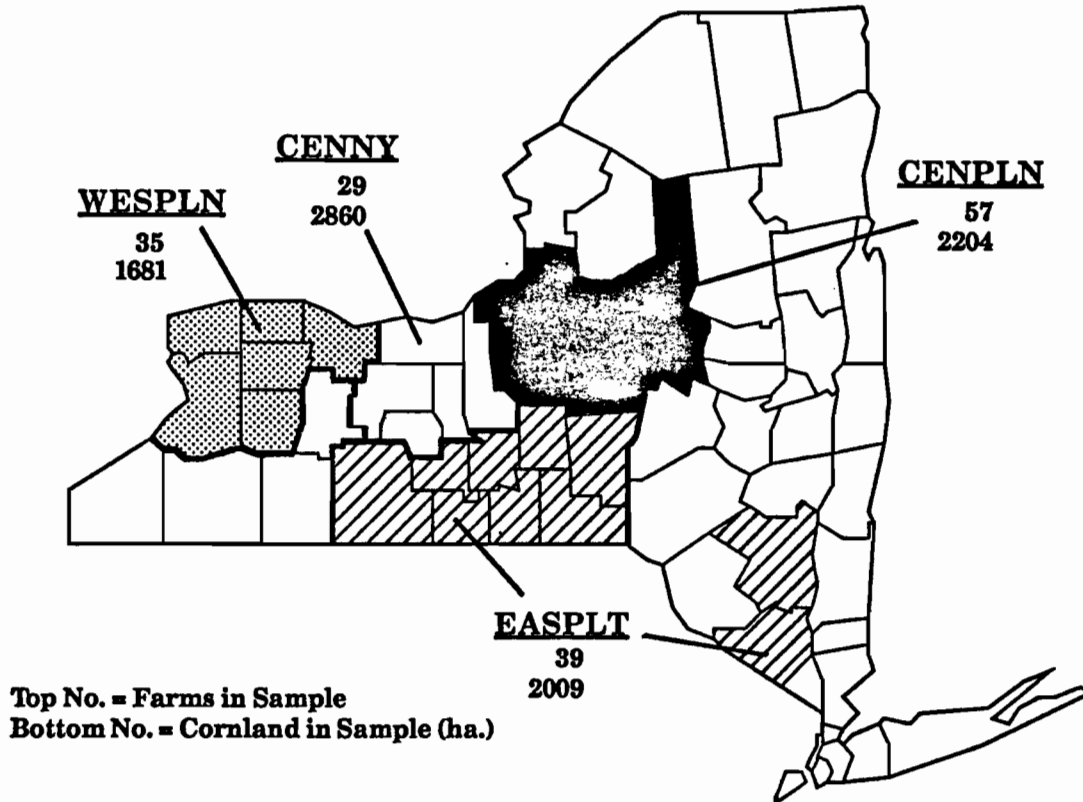 CENNY
29
2860
WESPLN
35
1681
CENPLN
57
2204
EASPLT
39
2009
Top No. = Farms in Sample
Bottom No. = Cornland in Sample (ha.)